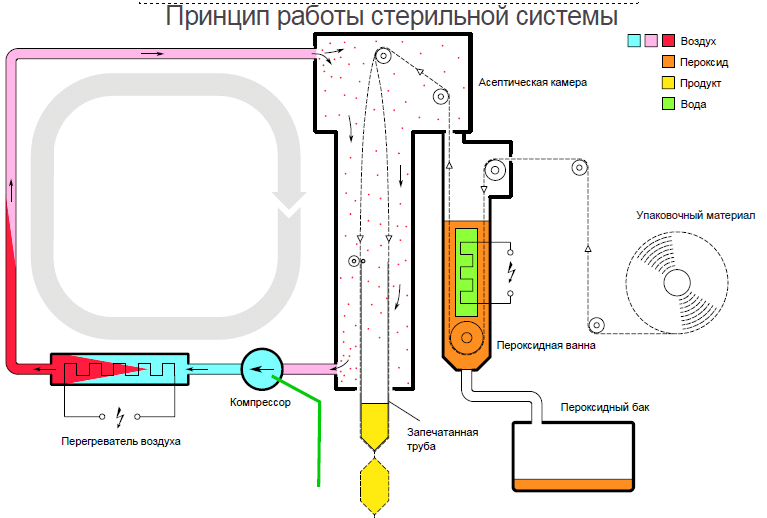 Принцип работы стерильной системы
Воздух
Пероксид
Продукт
Вода
Асептическая камера
Упаковочный материал
Пероксидная ванна
Компрессор
Пероксидный бак
Запечатанная
труба
Перегреватель воздуха